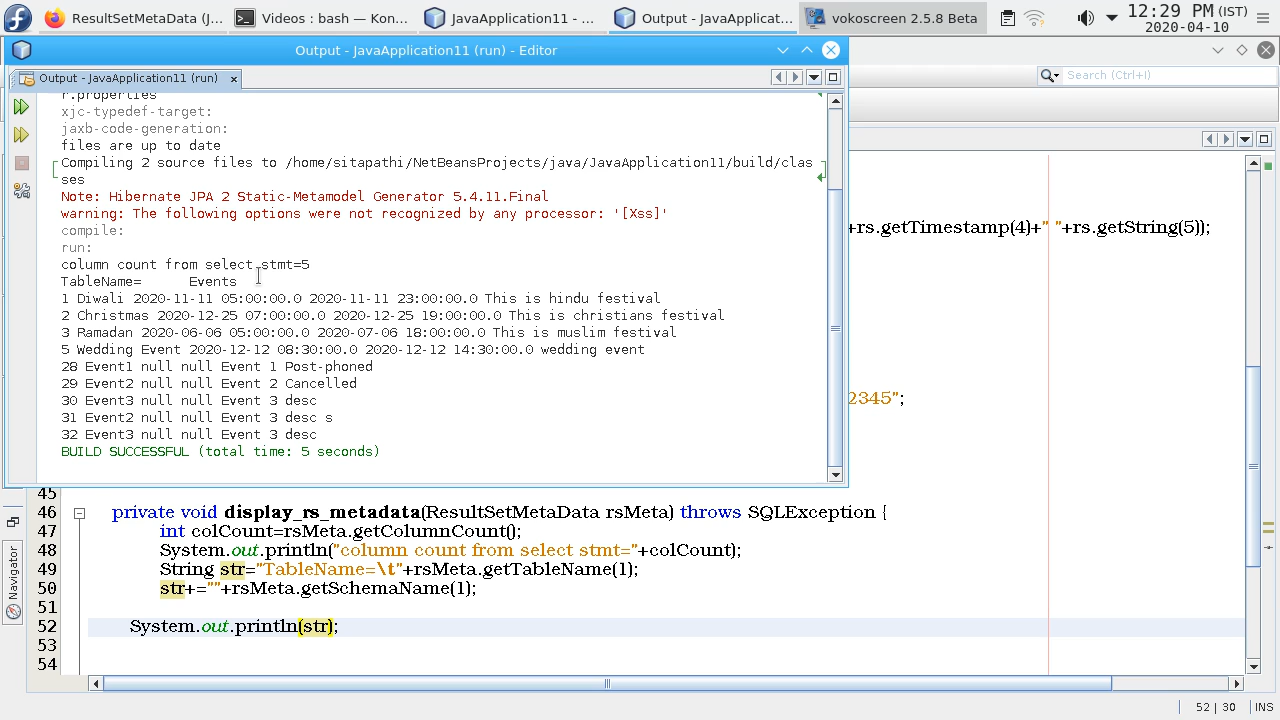 ResultSetMetaData (J...
Videos : bash — Kon...
JavaApplication11 - ...
Output - JavaApplicat...
vokoscreen 2.5.8 Beta
12:29 PM (IST)
2020-04-10
Output - JavaApplication11 (run) - Editor
Output - JavaApplication11 (run)
Search (Ctrl+I)
r.properties
xjc-typedef-target:
jaxb-code-generation:
files are up to date
Compiling 2 source files to /home/sitapathi/NetBeansProjects/java/JavaApplication11/build/clas
ses
Note: Hibernate JPA 2 Static-Metamodel Generator 5.4.11.Final
warning: The following options were not recognized by any processor: '[Xss]'
compile:
run:
column count from select stmt=5
TableName=      Events
1 Diwali 2020-11-11 05:00:00.0 2020-11-11 23:00:00.0 This is hindu festival
2 Christmas 2020-12-25 07:00:00.0 2020-12-25 19:00:00.0 This is christians festival
3 Ramadan 2020-06-06 05:00:00.0 2020-07-06 18:00:00.0 This is muslim festival
5 Wedding Event 2020-12-12 08:30:00.0 2020-12-12 14:30:00.0 wedding event
28 Event1 null null Event 1 Post-phoned
29 Event2 null null Event 2 Cancelled
30 Event3 null null Event 3 desc
31 Event2 null null Event 3 desc s
32 Event3 null null Event 3 desc
BUILD SUCCESSFUL (total time: 5 seconds)
+rs.getTimestamp(4)+" "+rs.getString(5));
2345";
45
46 private void display_rs_metadata(ResultSetMetaData rsMeta) throws SQLException {
47 int colCount=rsMeta.getColumnCount();
48 System.out.println("column count from select stmt="+colCount);
49 String str="TableName=\t"+rsMeta.getTableName(1);
50 str+=""+rsMeta.getSchemaName(1);
51
52 System.out.println(str);
53
54
Navigator
52 | 30
INS